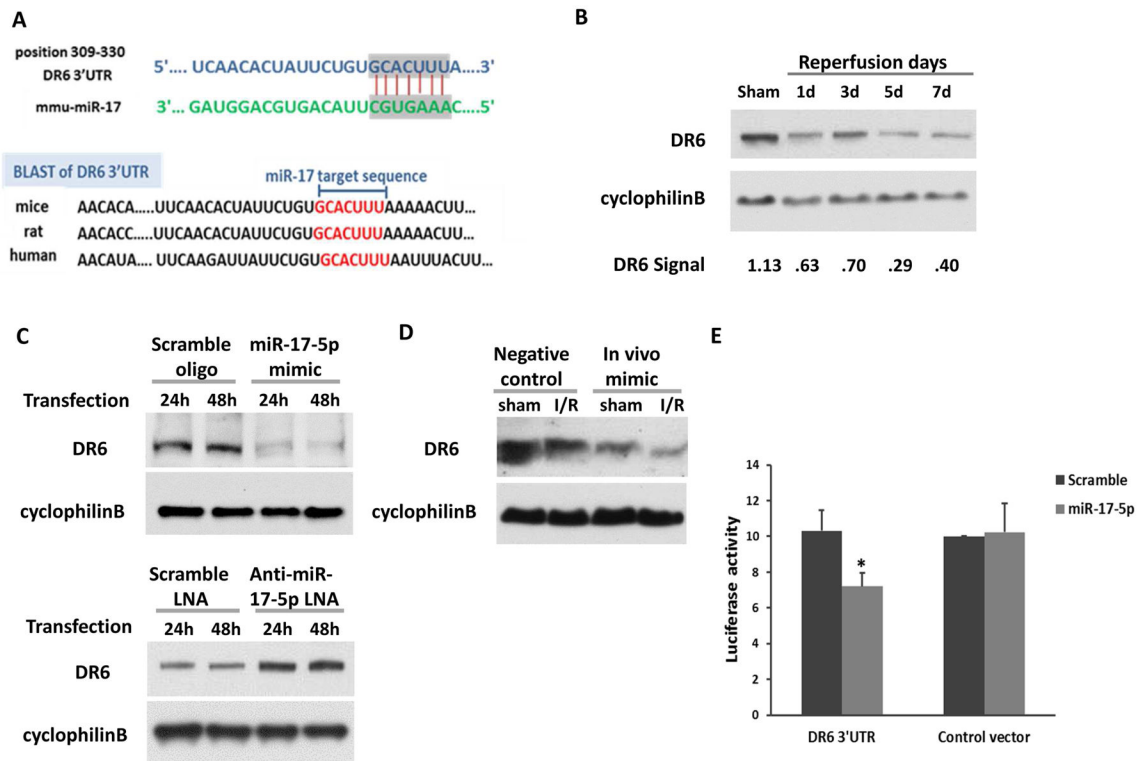 A
position 309-330
DR6 3'UTR
5'.... UCAACACUAUUCUGUGCACUUUA....3'
mmu-miR-17
3'.... GAUGGACGUGACAUUCGUGAAAC....5'
BLAST of DR6 3'UTR
miR-17 target sequence
mice AACACA.....UUCAACACUAUUCUGUGCACUUUAAAAACUU...
rat AACACC.....UUCAACACUAUUCUGUGCACUUUAAAAACUU...
human AACAUA.... UUCAAGAUUAUUCUGUGCACUUUAAUUUACUU...
B
Reperfusion days
Sham 1d 3d 5d 7d
DR6
cyclophilinB
DR6 Signal 1.13 .63 .70 .29 .40
C
Scramble oligo
miR-17-5p mimic
Transfection 24h 48h 24h 48h
DR6
cyclophilinB
Scramble LNA
Anti-miR-17-5p LNA
Transfection 24h 48h 24h 48h
DR6
cyclophilinB
D
Negative control
In vivo mimic
sham I/R sham I/R
DR6
cyclophilinB
E
Luciferase activity
14
12
10
8
6
4
2
0
*
Scramble
miR-17-5p
DR6 3'UTR
Control vector